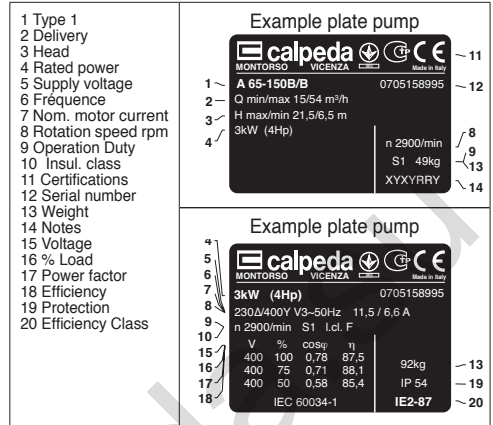 1 Type 1
2 Delivery
3 Head
4 Rated power
5 Supply voltage
6 Fréquence
7 Nom. motor current
8 Rotation speed rpm
9 Operation Duty
10 Insul. class
11 Certifications
12 Serial number
13 Weight
14 Notes
15 Voltage
16 % Load
17 Power factor
18 Efficiency
19 Protection
20 Efficiency Class
Example plate pump
calpeda
MONTORSO VICENZA Made in Italy
11
1 A 65-150B/B 0705158995 12
2 Q min/max 15/54 m³/h
3 H max/min 21,5/6,5 m
4 3kW (4Hp)
n 2900/min 8
S1 49kg 9
13
XYXYRRY 14
Example plate pump
calpeda
MONTORSO VICENZA Made in Italy
4
5
6
7
8
9
10
15
16
17
18
3kW (4Hp) 0705158995
230Δ/400Y V3~50Hz 11,5 / 6,6 A
n 2900/min S1 I.cl. F
V % cosφ η
400 100 0,78 87,5
400 75 0,71 88,1
400 50 0,58 85,4
IEC 60034-1
92kg 13
IP 54 19
IE2-87 20